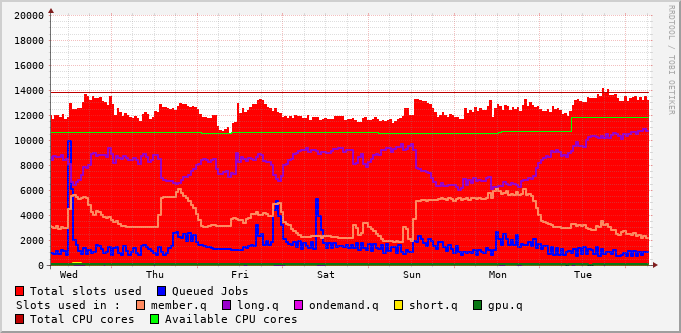 RRDTOOL / TOBI OETIKER
20000
18000
16000
14000
12000
10000
8000
6000
4000
2000
0
Wed Thu Fri Sat Sun Mon Tue
Total slots used Queued Jobs
Slots used in : member.q long.q ondemand.q short.q gpu.q
Total CPU cores Available CPU cores